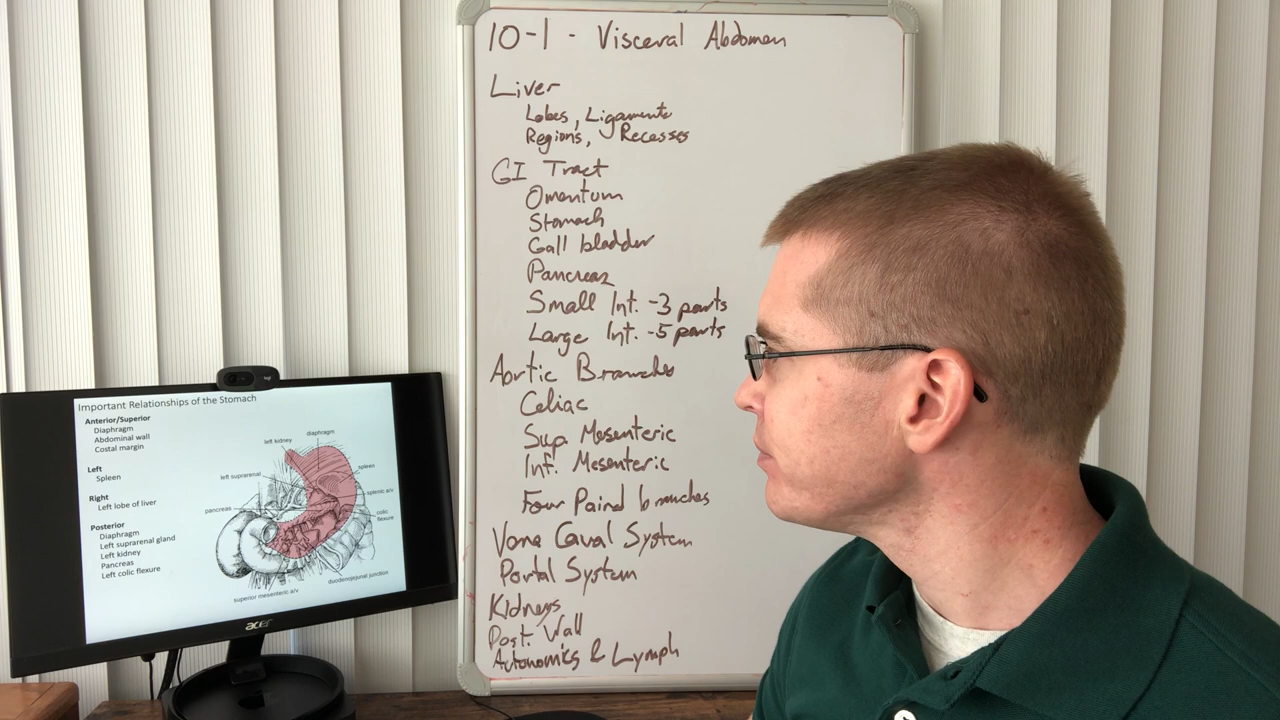 10-1 - Visceral Abdomen
Liver
Lobes, Ligaments
Regions, Recesses
GI Tract
Omentum
Stomach
Gall bladder
Pancreas
Small Int. -3 parts
Large Int. -5 parts
Aortic Branches
Celiac
Sup Mesenteric
Inf. Mesenteric
Four Paired branches
Vena Caval System
Portal System
Kidneys
Post. Wall
Autonomics & Lymph
Important Relationships of the Stomach
Anterior/Superior
Diaphragm
Abdominal wall
Costal margin
Left
Spleen
Right
Left lobe of liver
Posterior
Diaphragm
Left suprarenal gland
Left kidney
Pancreas
Left colic flexure
diaphragm
left kidney
spleen
left suprarenal
splenic a/v
pancreas
colic
flexure
duodenojejunal junction
superior mesenteric a/v
acer